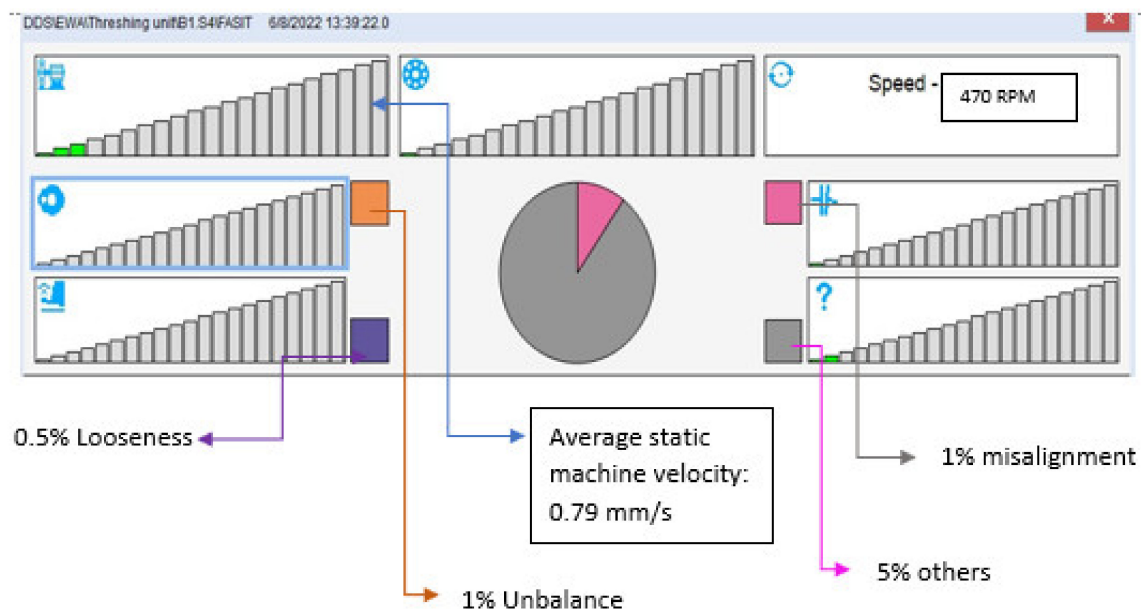 DDS\EWA\Threshing unit\B1.S4\FASIT 6/8/2022 13:39:22.0
X
Speed - 470 RPM
?
0.5% Looseness
Average static
machine velocity:
0.79 mm/s
1% misalignment
5% others
1% Unbalance